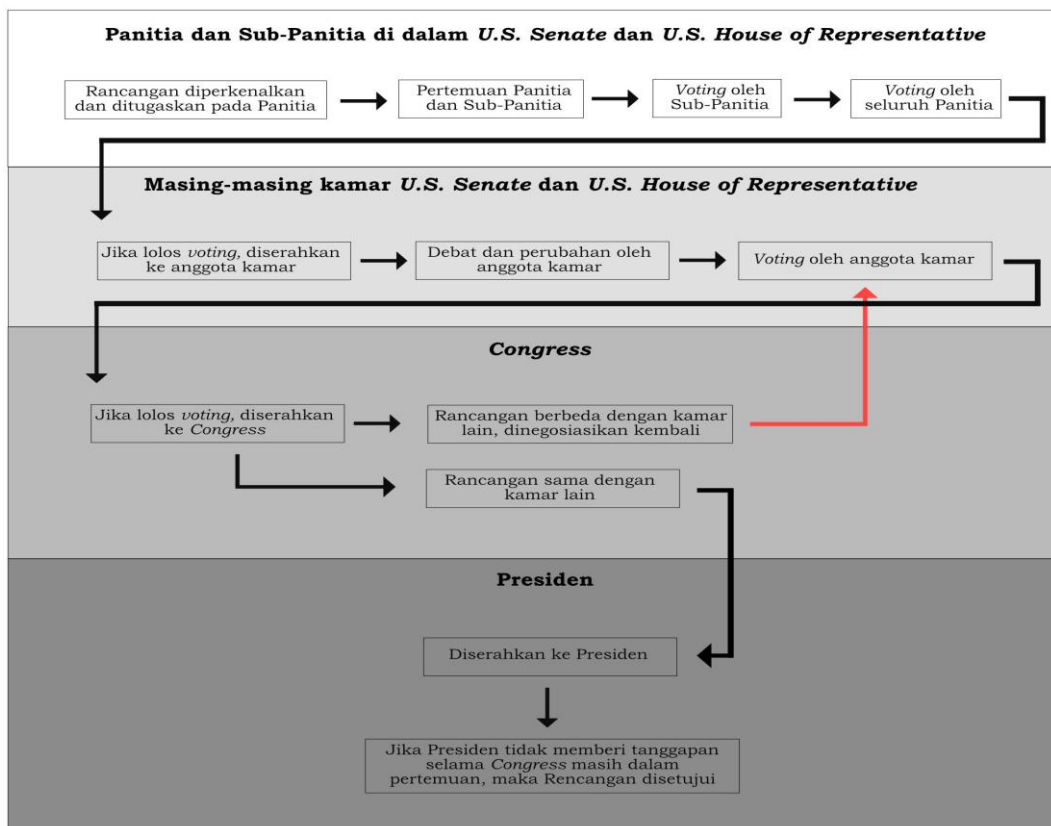 Panitia dan Sub-Panitia di dalam U.S. Senate dan U.S. House of Representative
Rancangan diperkenalkan
dan ditugaskan pada Panitia
Pertemuan Panitia
dan Sub-Panitia
Voting oleh
Sub-Panitia
Voting oleh
seluruh Panitia
Masing-masing kamar U.S. Senate dan U.S. House of Representative
Jika lolos voting, diserahkan
ke anggota kamar
Debat dan perubahan oleh
anggota kamar
Voting oleh anggota kamar
Congress
Jika lolos voting, diserahkan
ke Congress
Rancangan berbeda dengan kamar
lain, dinegosiasikan kembali
Rancangan sama dengan
kamar lain
Presiden
Diserahkan ke Presiden
Jika Presiden tidak memberi tanggapan
selama Congress masih dalam
pertemuan, maka Rencangan disetujui